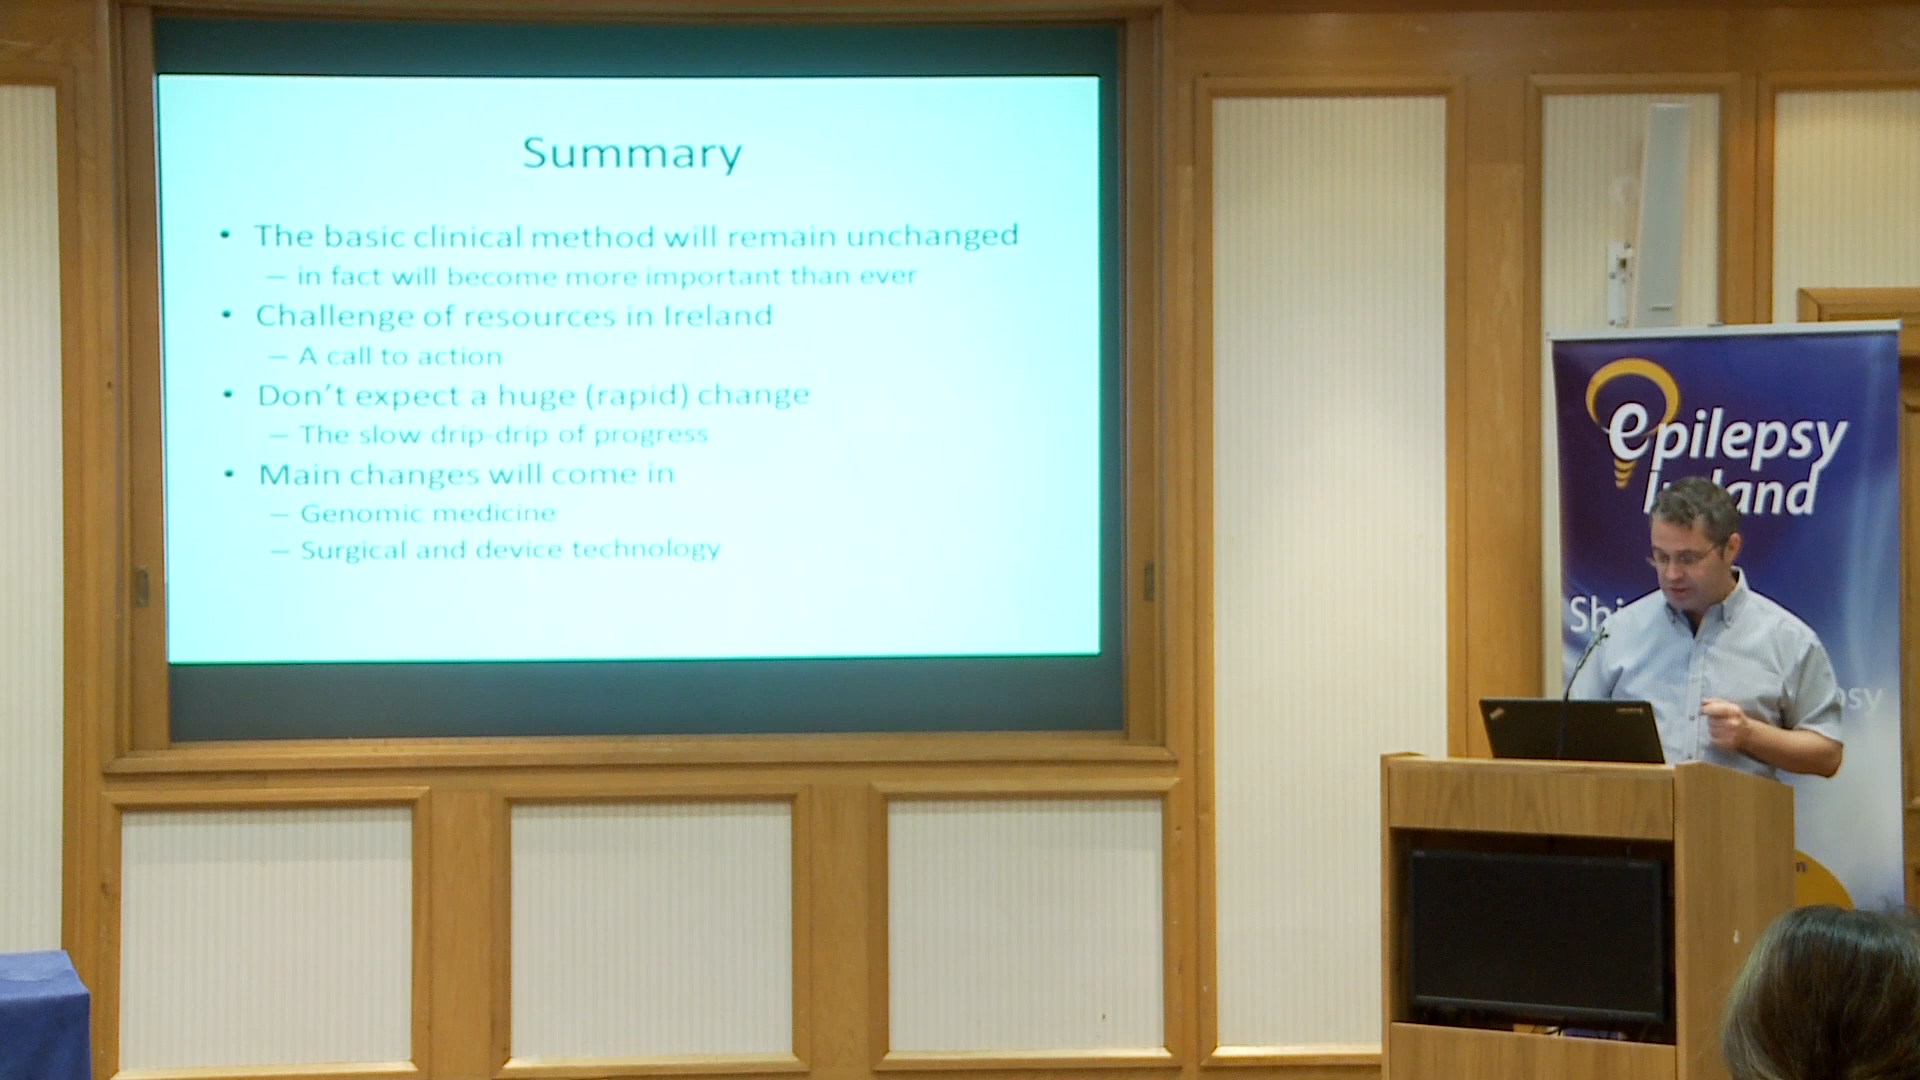 Summary
• The basic clinical method will remain unchanged
– in fact will become more important than ever
• Challenge of resources in Ireland
– A call to action
• Don't expect a huge (rapid) change
– The slow drip-drip of progress
• Main changes will come in
– Genomic medicine
– Surgical and device technology
epilepsy